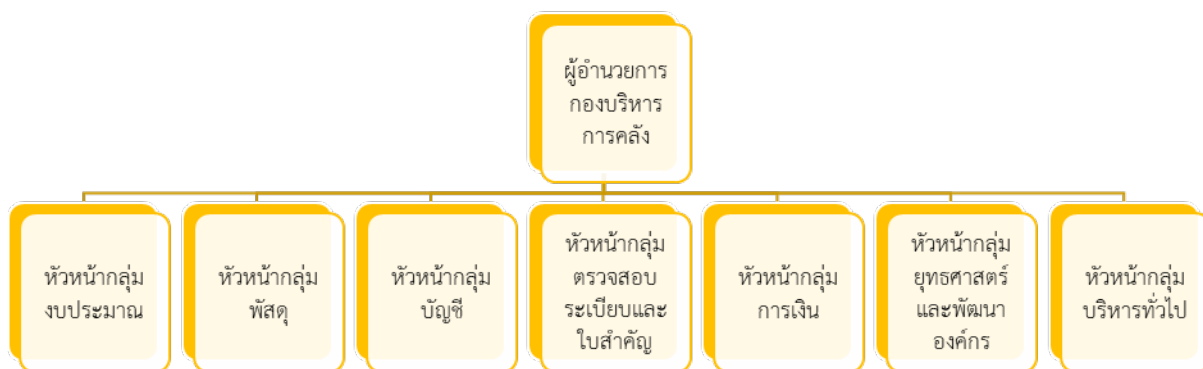 ผู้อำนวยการ
กองบริหาร
การคลัง
หัวหน้ากลุ่ม
งบประมาณ
หัวหน้ากลุ่ม
พัสดุ
หัวหน้ากลุ่ม
บัญชี
หัวหน้ากลุ่ม
ตรวจสอบ
ระเบียบและ
ใบสำคัญ
หัวหน้ากลุ่ม
การเงิน
หัวหน้ากลุ่ม
ยุทธศาสตร์
และพัฒนา
องค์กร
หัวหน้ากลุ่ม
บริหารทั่วไป